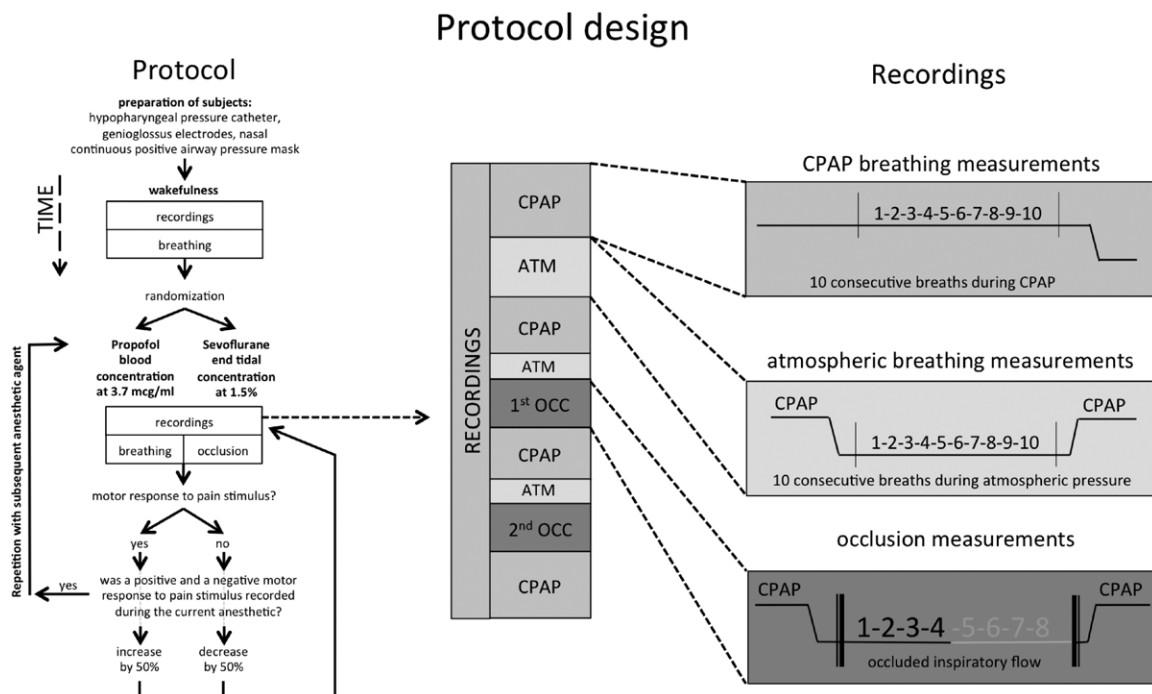 Protocol design
Protocol
preparation of subjects:
hypopharyngeal pressure catheter,
genioglossus electrodes, nasal
continuous positive airway pressure mask
TIME
wakefulness
recordings
breathing
randomization
Propofol
blood
concentration
at 3.7 mcg/ml
Sevoflurane
end tidal
concentration
at 1.5%
Repetition with subsequent anesthetic agent
recordings
breathing
occlusion
motor response to pain stimulus?
yes
no
yes
was a positive and a negative motor
response to pain stimulus recorded
during the current anesthetic?
increase
by 50%
decrease
by 50%
RECORDINGS
CPAP
ATM
CPAP
ATM
1st OCC
CPAP
ATM
2nd OCC
CPAP
Recordings
CPAP breathing measurements
1-2-3-4-5-6-7-8-9-10
10 consecutive breaths during CPAP
atmospheric breathing measurements
CPAP
CPAP
1-2-3-4-5-6-7-8-9-10
10 consecutive breaths during atmospheric pressure
occlusion measurements
CPAP
CPAP
1-2-3-4-5-6-7-8
occluded inspiratory flow